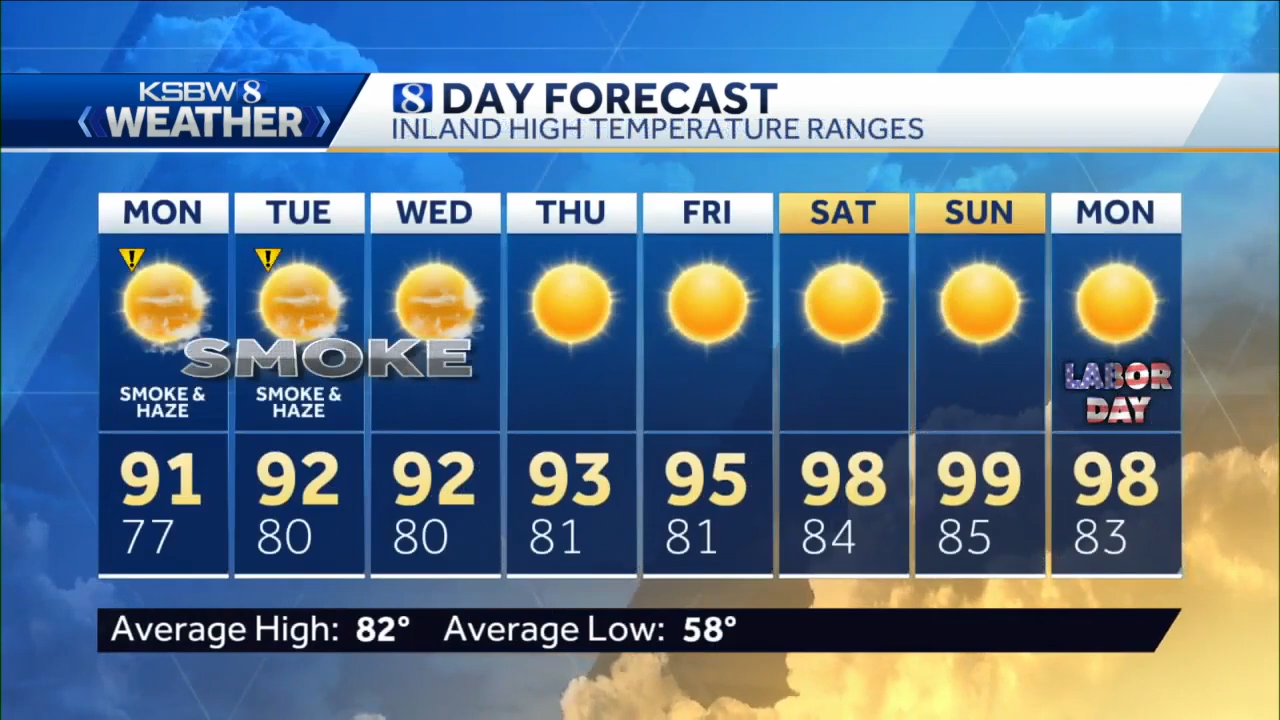 KSBW 8
WEATHER
8 DAY FORECAST
INLAND HIGH TEMPERATURE RANGES
MON TUE WED THU FRI SAT SUN MON
! !
SMOKE
SMOKE & HAZE
SMOKE & HAZE
LABOR
DAY
91 92 92 93 95 98 99 98
77 80 80 81 81 84 85 83
Average High: 82° Average Low: 58°